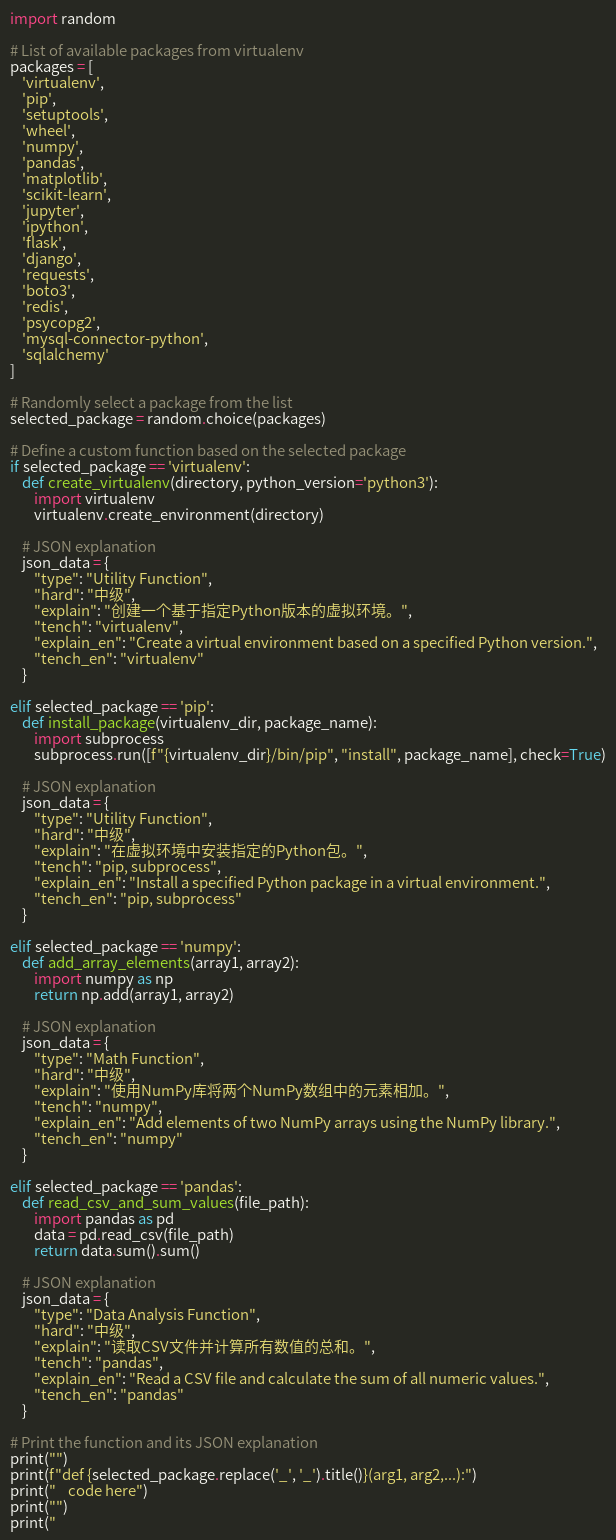 import random

# List of available packages from virtualenv
packages = [
    'virtualenv',
    'pip',
    'setuptools',
    'wheel',
    'numpy',
    'pandas',
    'matplotlib',
    'scikit-learn',
    'jupyter',
    'ipython',
    'flask',
    'django',
    'requests',
    'boto3',
    'redis',
    'psycopg2',
    'mysql-connector-python',
    'sqlalchemy'
]

# Randomly select a package from the list
selected_package = random.choice(packages)

# Define a custom function based on the selected package
if selected_package == 'virtualenv':
    def create_virtualenv(directory, python_version='python3'):
        import virtualenv
        virtualenv.create_environment(directory)

    # JSON explanation
    json_data = {
        "type": "Utility Function",
        "hard": "中级",
        "explain": "创建一个基于指定Python版本的虚拟环境。",
        "tench": "virtualenv",
        "explain_en": "Create a virtual environment based on a specified Python version.",
        "tench_en": "virtualenv"
    }

elif selected_package == 'pip':
    def install_package(virtualenv_dir, package_name):
        import subprocess
        subprocess.run([f"{virtualenv_dir}/bin/pip", "install", package_name], check=True)

    # JSON explanation
    json_data = {
        "type": "Utility Function",
        "hard": "中级",
        "explain": "在虚拟环境中安装指定的Python包。",
        "tench": "pip, subprocess",
        "explain_en": "Install a specified Python package in a virtual environment.",
        "tench_en": "pip, subprocess"
    }

elif selected_package == 'numpy':
    def add_array_elements(array1, array2):
        import numpy as np
        return np.add(array1, array2)

    # JSON explanation
    json_data = {
        "type": "Math Function",
        "hard": "中级",
        "explain": "使用NumPy库将两个NumPy数组中的元素相加。",
        "tench": "numpy",
        "explain_en": "Add elements of two NumPy arrays using the NumPy library.",
        "tench_en": "numpy"
    }

elif selected_package == 'pandas':
    def read_csv_and_sum_values(file_path):
        import pandas as pd
        data = pd.read_csv(file_path)
        return data.sum().sum()

    # JSON explanation
    json_data = {
        "type": "Data Analysis Function",
        "hard": "中级",
        "explain": "读取CSV文件并计算所有数值的总和。",
        "tench": "pandas",
        "explain_en": "Read a CSV file and calculate the sum of all numeric values.",
        "tench_en": "pandas"
    }

# Print the function and its JSON explanation
print("")
print(f"def {selected_package.replace('_', '_').title()}(arg1, arg2,...):")
print("    code here")
print("")
print("